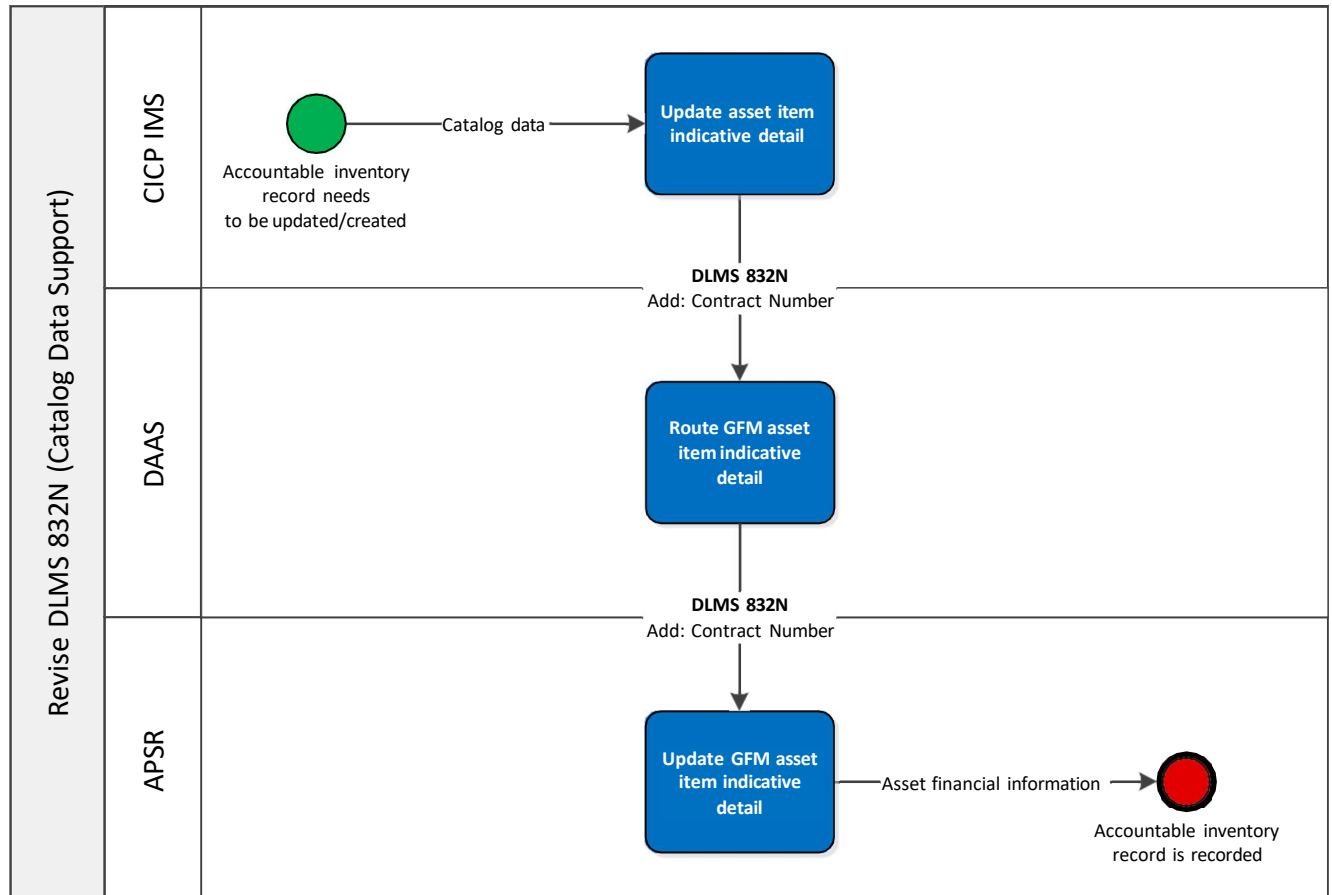 Revise DLMS 832N (Catalog Data Support)
CICP IMS
Accountable inventory
record needs
to be updated/created
Catalog data
Update asset item
indicative detail
DLMS 832N
Add: Contract Number
DAAS
Route GFM asset
item indicative
detail
DLMS 832N
Add: Contract Number
APSR
Update GFM asset
item indicative
detail
Asset financial information
Accountable inventory
record is recorded